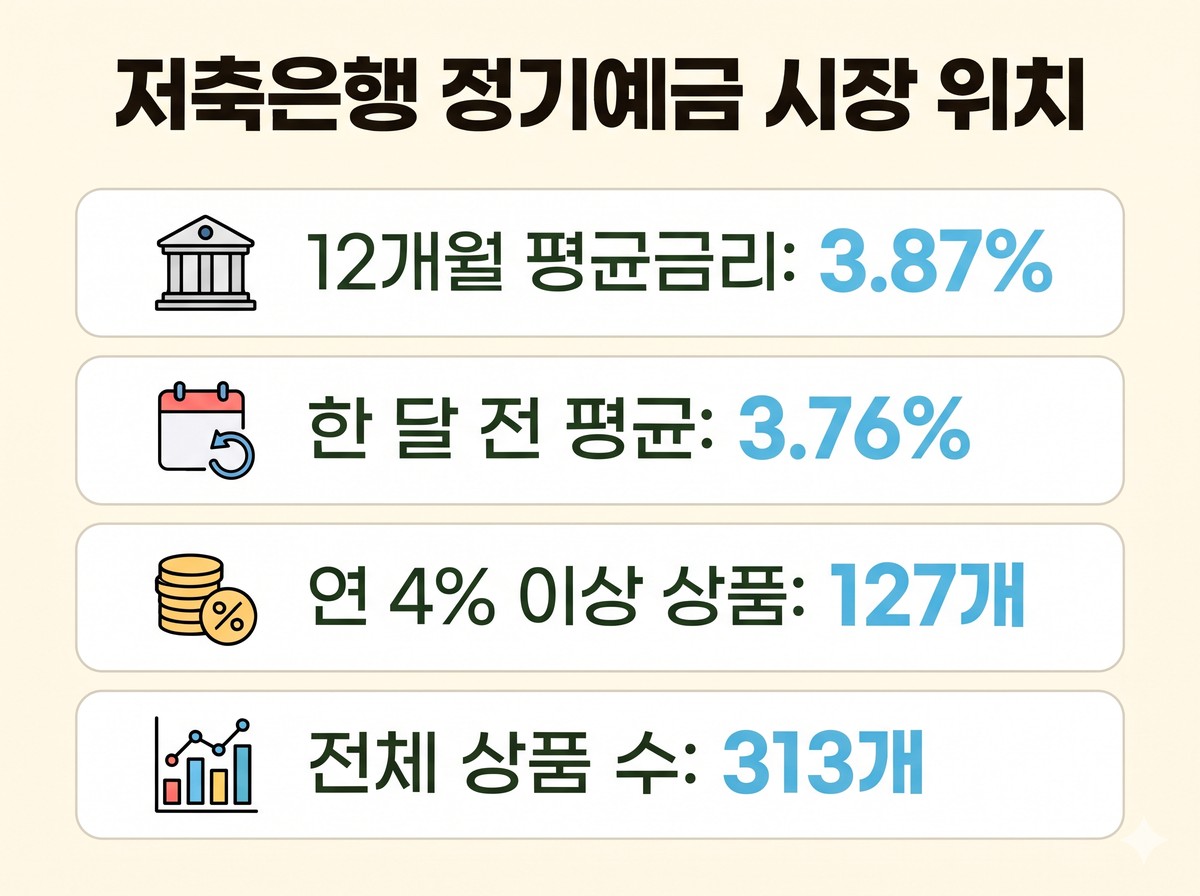 저축은행 정기예금 시장 위치
12개월 평균금리: 3.87%
한 달 전 평균: 3.76%
연 4% 이상 상품: 127개
전체 상품 수: 313개